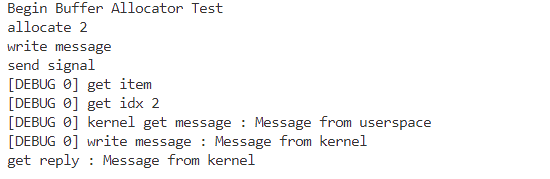 Begin Buffer Allocator Test
allocate 2
write message
send signal
[DEBUG 0] get item
[DEBUG 0] get idx 2
[DEBUG 0] kernel get message : Message from userspace
[DEBUG 0] write message : Message from kernel
get reply : Message from kernel